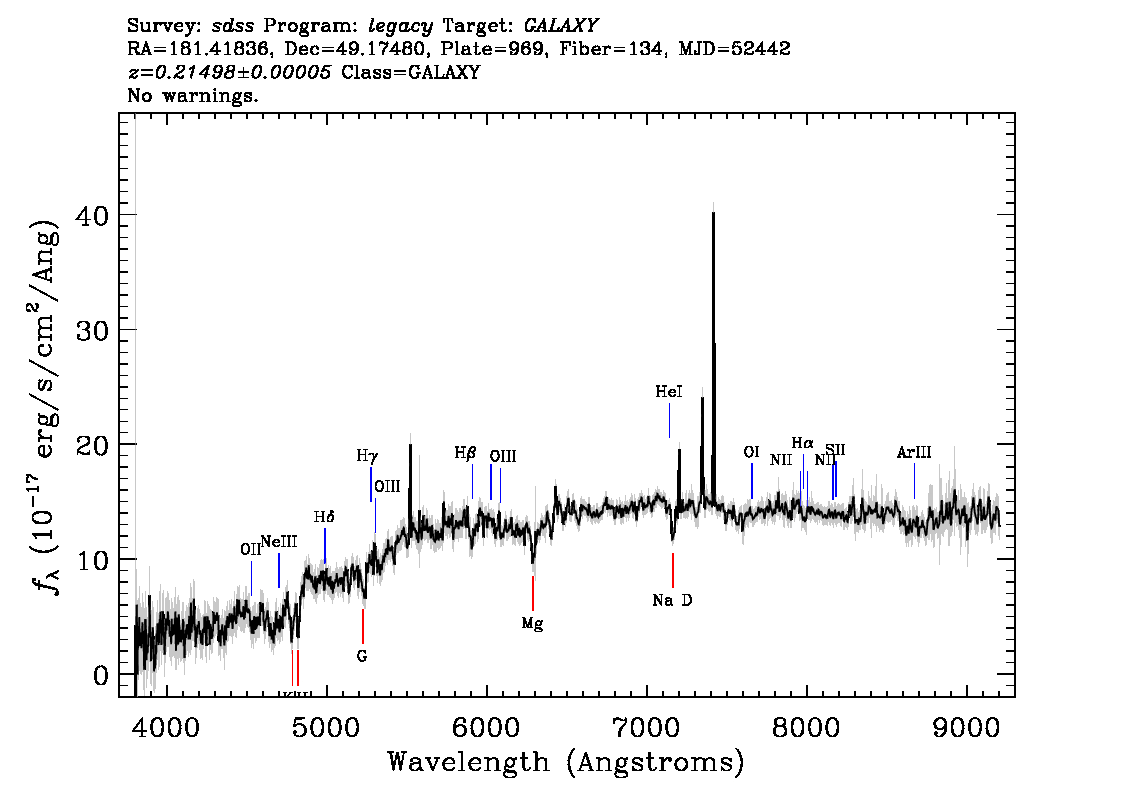 Survey: sdss Program: legacy Target: GALAXY
RA=181.41836, Dec=49.17480, Plate=969, Fiber=134, MJD=52442
z=0.21498±0.00005 Class=GALAXY
No warnings.
40
30
20
10
0
fλ (10⁻¹⁷ erg/s/cm²/Ang)
HeI
Hα
Hγ Hβ OIII OI NII NII SII ArIII
OIII
Hδ
OII NeIII
Na D
Mg
G
4000 5000 6000 7000 8000 9000
Wavelength (Angstroms)